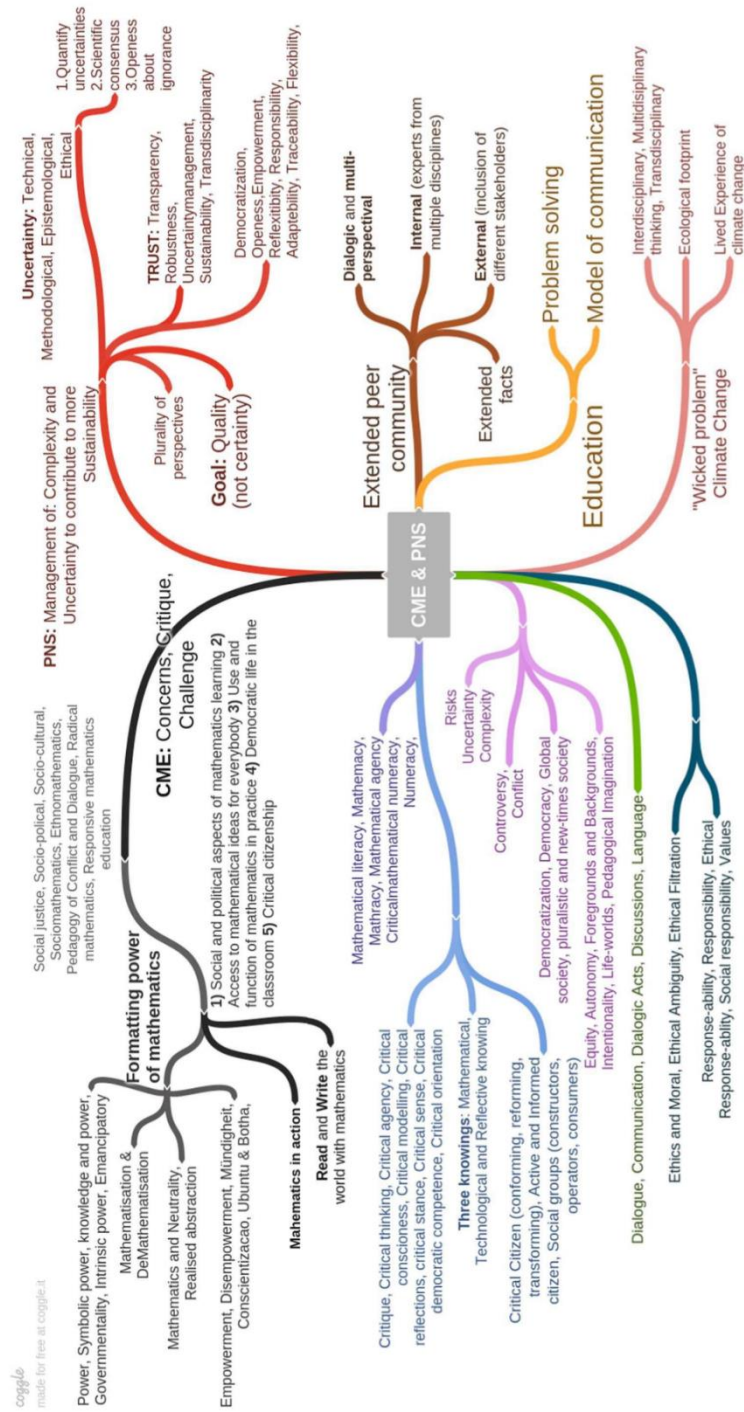 coggle
made for free at coggle.it
Social justice, Socio-polical, Socio-cultural,
Sociomathematics, Ethnomathematics,
Pedagogy of Conflict and Dialogue, Radical
mathematics, Responsive mathematics
education
CME: Concerns, Critique,
Challenge
Formatting power
of mathematics
Power, Symbolic power, knowledge and power,
Governmentality, Intrinsic power, Emancipatory
Mathematisation &
DeMathematisation
Mathematics and Neutrality,
Realised abstraction
Empowerment, Disempowerment, Mündigheit,
Conscientizacao, Ubuntu & Botha,
1) Social and political aspects of mathematics learning 2)
Access to mathematical ideas for everybody 3) Use and
function of mathematics in practice 4) Democratic life in the
classroom 5) Critical citizenship
Mahematics in action
Read and Write the
world with mathematics
PNS: Management of: Complexity and
Uncertainty to contribute to more
Sustainability
Uncertainty: Technical,
Methodological, Epistemological,
Ethical
1.Quantify
uncertainties
2.Scientific
consensus
3.Openess
about
ignorance
TRUST: Transparency,
Robustness,
Uncertaintymanagement,
Sustainability, Transdisciplinarity
Democratization,
Openess,Empowerment,
Reflexitibity, Responsibility,
Adaptebility, Traceability, Flexibility,
Plurality of
perspectives
Goal: Quality
(not certainty)
CME & PNS
Extended peer
community
Dialogic and multi-
perspectival
Internal (experts from
multiple disciplines)
External (inclusion of
different stakeholders)
Extended
facts
Education
Problem solving
Model of communication
"Wicked problem"
Climate Change
Interdisciplinary, Multidisiplinary
thinking, Transdisciplinary
Ecological footprint
Lived Experience of
climate change
Mathematical literacy, Mathemacy,
Mathracy, Mathematical agency
Criticalmathematical numeracy,
Numeracy,
Critique, Critical thinking, Critical agency, Critical
conscioness, Critical modelling, Critical
reflections, critical stance, Critical sense, Critical
democratic competence, Critical orientation
Three knowings: Mathematical,
Technological and Reflective knowing
Critical Citizen (conforming, reforming,
transforming), Active and Informed
citizen, Social groups (constructors,
operators, consumers)
Risks
Uncertainty
Complexity
Controversy,
Conflict
Democratization, Democracy, Global
society, pluralistic and new-times society
Equity, Autonomy, Foregrounds and Backgrounds,
Intentionality, Life-worlds, Pedagogical Imagination
Dialogue, Communication, Dialogic Acts, Discussions, Language
Ethics and Moral, Ethical Ambiguity, Ethical Filtration
Response-ability, Responsibility, Ethical
Response-ablity, Social responsibility, Values